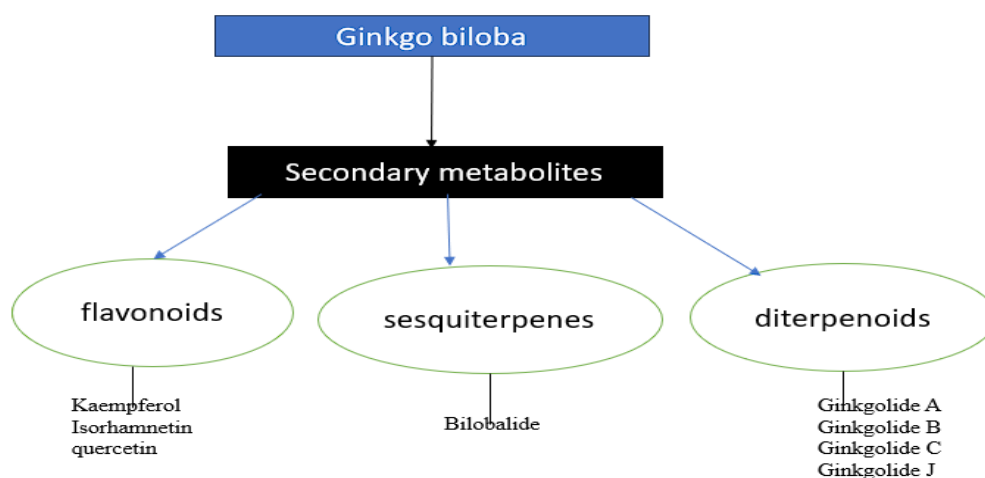 Ginkgo biloba
Secondary metabolites
flavonoids
sesquiterpenes
diterpenoids
Kaempferol
Isorhamnetin
quercetin
Bilobalide
Ginkgolide A
Ginkgolide B
Ginkgolide C
Ginkgolide J